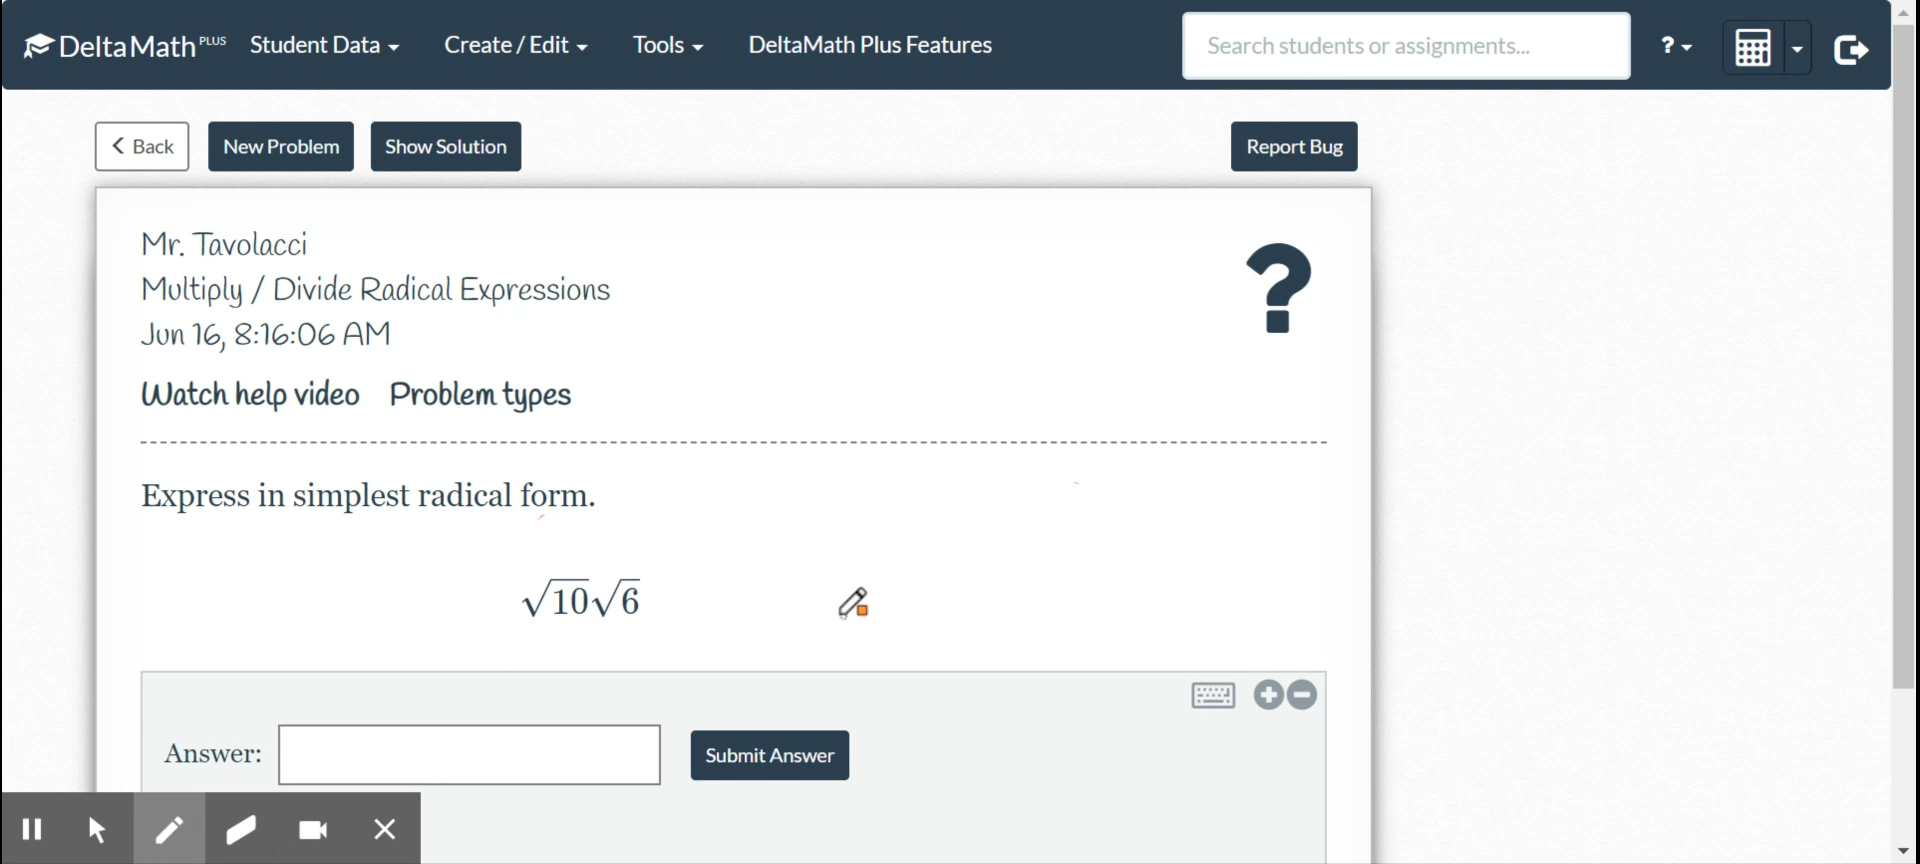 DeltaMath PLUS Student Data Create / Edit Tools DeltaMath Plus Features Search students or assignments... ?
Back New Problem Show Solution Report Bug
Mr. Tavolacci
Multiply / Divide Radical Expressions
Jun 16, 8:16:06 AM
?
Watch help video Problem types
Express in simplest radical form.
√10√6
Answer: Submit Answer